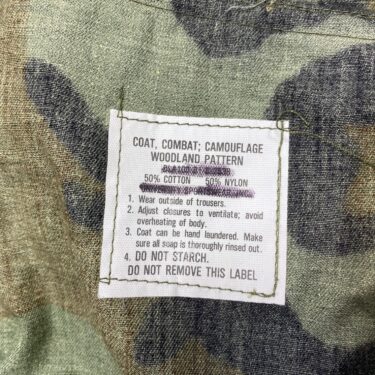 COAT, COMBAT; CAMOUFLAGE
WOODLAND PATTERN
50% COTTON 50% NYLON
SPORTSWEAR, INC.
1. Wear outside of trousers.
2. Adjust closures to ventilate; avoid
overheating of body.
3. Coat can be hand laundered. Make
sure all soap is thoroughly rinsed out.
4. DO NOT STARCH.
DO NOT REMOVE THIS LABEL